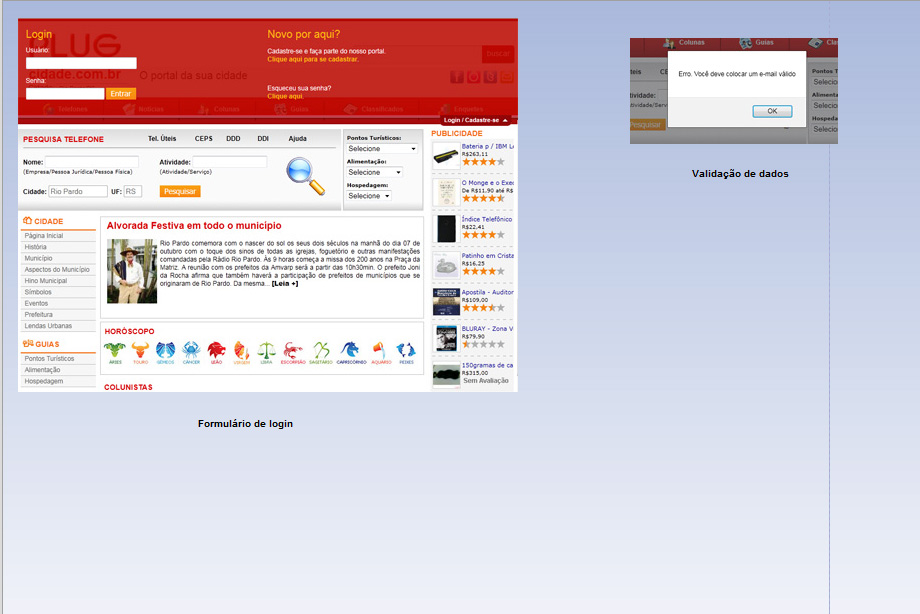 Login
Novo por aqui?
PLUG
cidade.com.br
O portal da sua cidade
Usuário:
Cadastre-se e faça parte do nosso portal.
Clique aqui para se cadastrar.
buscar
Senha:
Entrar
Esqueceu sua senha?
Clique aqui.
Telefones
Notícias
Colunas
Guias
Classificados
Enquetes
Login / Cadastre-se
PESQUISA TELEFONE
Tel. Úteis
CEPS
DDD
DDI
Ajuda
Nome:
(Empresa/Pessoa Jurídica/Pessoa Física)
Atividade:
(Atividade/Serviço)
Cidade: Rio Pardo UF: RS
Pesquisar
Pontos Turísticos:
Selecione
Alimentação:
Selecione
Hospedagem:
Selecione
PUBLICIDADE
Bateria p / IBM L
R$263,11
O Monge e o Exec
De R$11,90 até R$
Índice Telefônico
R$22,41
Patinho em Crista
R$16,25
Apostila - Auditor
R$109,00
BLURAY - Zona V
R$79,90
150gramas de ca
R$315,00
Sem Avaliação
CIDADE
Página Inicial
História
Município
Aspectos do Município
Hino Municipal
Símbolos
Eventos
Prefeitura
Lendas Urbanas
GUIAS
Pontos Turísticos
Alimentação
Hospedagem
Alvorada Festiva em todo o município
Rio Pardo comemora com o nascer do sol os seus dois séculos na manhã do dia 07 de
outubro com o toque dos sinos de todas as igrejas, foguetório e outras manifestações
comandadas pela Rádio Rio Pardo. Às 9 horas começa a missa dos 200 anos na Praça da
Matriz. A reunião com os prefeitos da Amvarp será a partir das 10h30min. O prefeito Joni
da Rocha afirma que também haverá a participação de prefeitos de municípios que se
originaram de Rio Pardo. Da mesma... [Leia +]
HORÓSCOPO
ÁRIES
TOURO
GÊMEOS
CÂNCER
LEÃO
VIRGEM
LIBRA
ESCORPIÃO
SAGITÁRIO
CAPRICÓRNIO
AQUÁRIO
PEIXES
COLUNISTAS
Formulário de login
Colunas
Guias
Cla
teis
CE
Erro. Você deve colocar um e-mail válido
OK
Pontos T
Selecio
Alimenta
Selecio
Hospeda
Selecio
tividade:
tividade/Serv
Pesquisar
Validação de dados